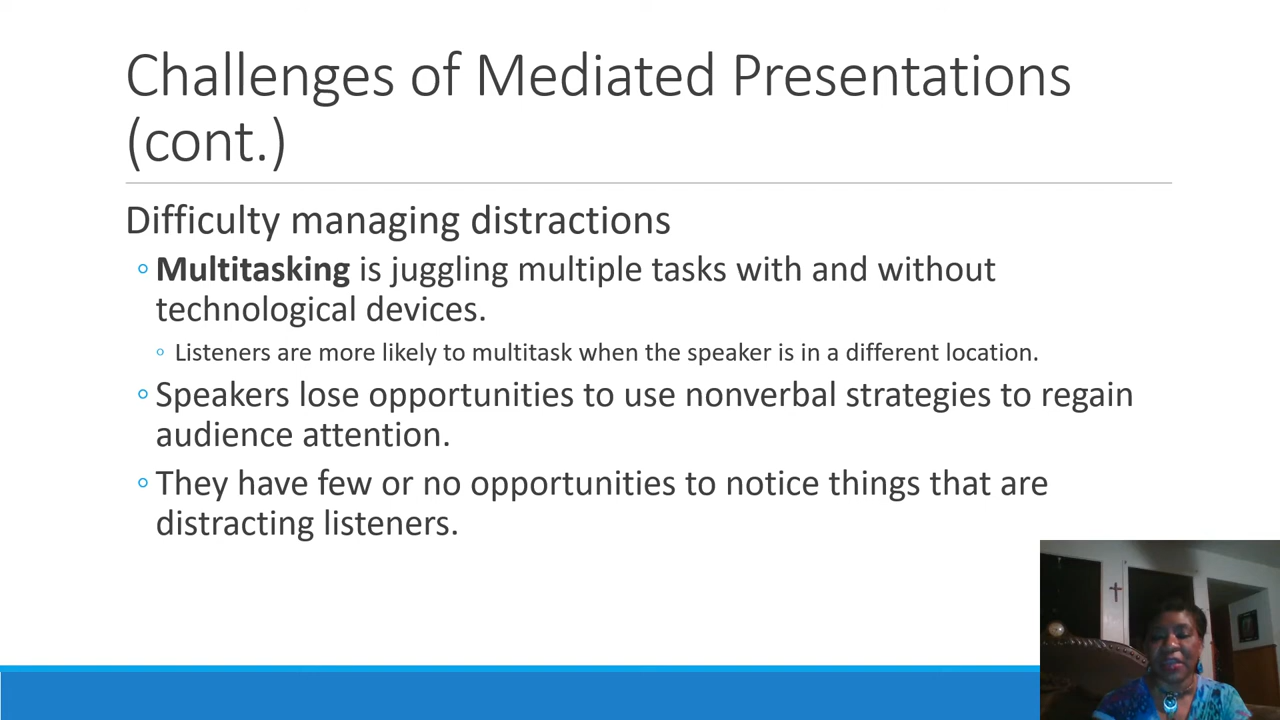 Challenges of Mediated Presentations
(cont.)
Difficulty managing distractions
Multitasking is juggling multiple tasks with and without
technological devices.
Listeners are more likely to multitask when the speaker is in a different location.
Speakers lose opportunities to use nonverbal strategies to regain
audience attention.
They have few or no opportunities to notice things that are
distracting listeners.